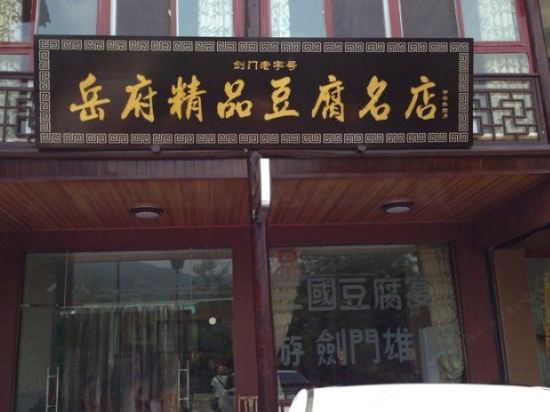 剑门老字号
岳府精品豆腐名店
國豆腐宴
游劍門雄